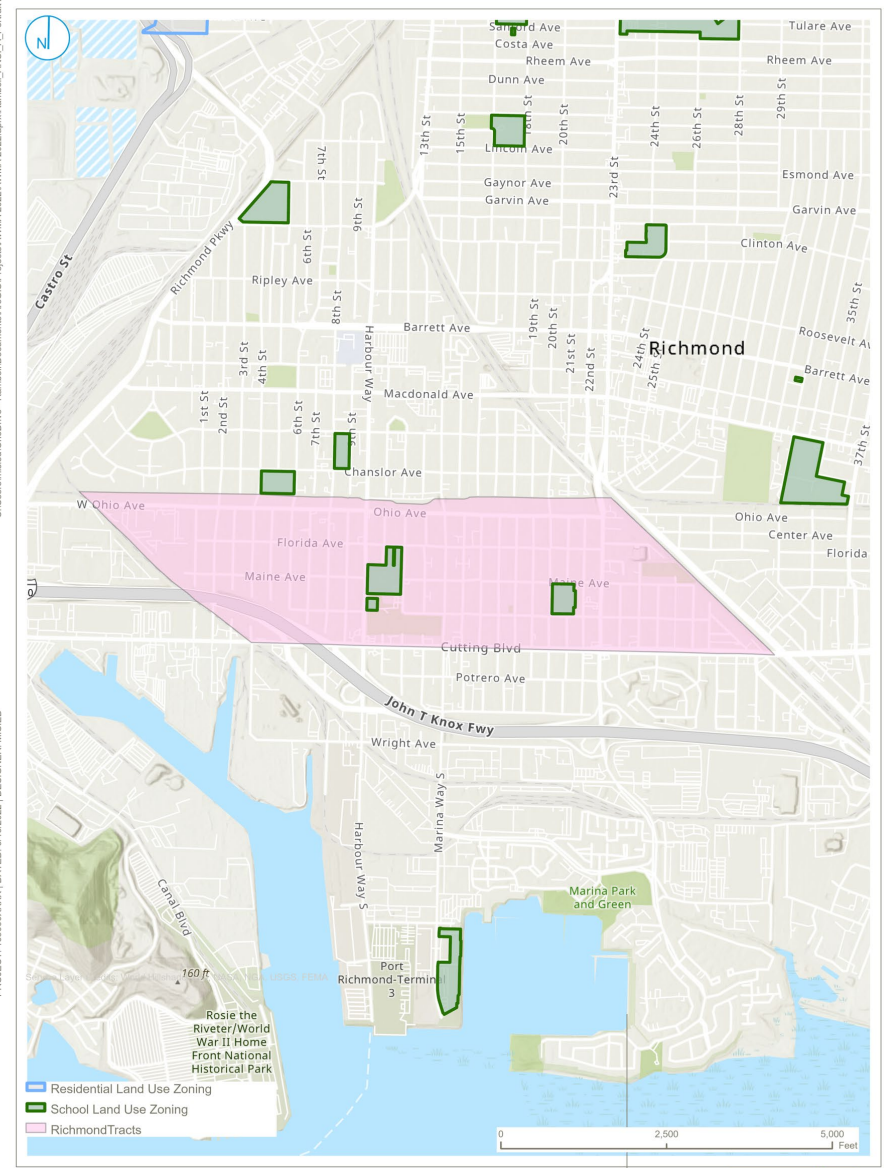 N
Sanford Ave
Tulare Ave
Costa Ave
Rheem Ave
Rheem Ave
Dunn Ave
13th St
15th St
18th St
20th St
24th St
26th St
28th St
29th St
Lincoln Ave
7th St
23rd St
Esmond Ave
Gaynor Ave
Garvin Ave
Garvin Ave
9th St
Richmond Pkwy
6th St
Clinton Ave
Castro St
Ripley Ave
8th St
35th St
Barrett Ave
19th St
20th St
21st St
22nd St
24th St
25th St
Richmond
Roosevelt Av
3rd St
4th St
Harbour Way
Barrett Ave
Macdonald Ave
1st St
2nd St
6th St
7th St
9th St
37th St
Chanslor Ave
W Ohio Ave
Ohio Ave
Ohio Ave
Center Ave
Florida Ave
Florida
Maine Ave
Maine Ave
Cutting Blvd
Potrero Ave
John T Knox Fwy
Wright Ave
Marina Way S
Harbour Way S
Canal Blvd
Marina Park
and Green
160 ft
Port
Richmond-Terminal
3
Rosie the
Riveter/World
War II Home
Front National
Historical Park
Residential Land Use Zoning
School Land Use Zoning
RichmondTracts
0
2,500
5,000
Feet